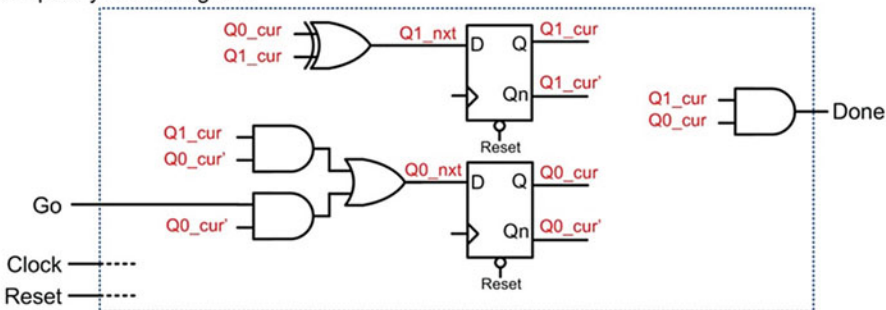 Q0_cur
Q1_cur
Q1_nxt
D
Q
Qn
Q1_cur
Q1_cur'
Reset
Q1_cur
Q0_cur
Done
Q1_cur
Q0_cur'
Go
Q0_cur'
Q0_nxt
D
Q
Qn
Q0_cur
Q0_cur'
Reset
Clock
Reset